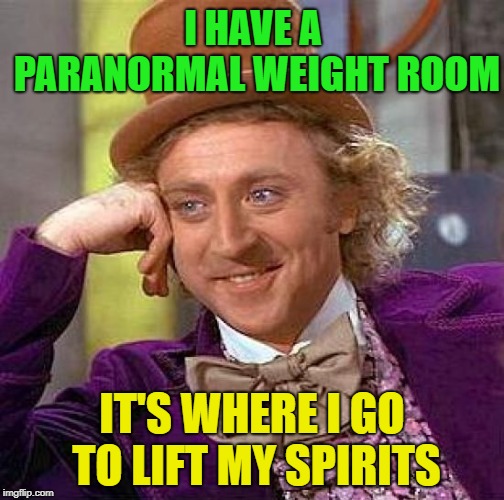 I HAVE A
PARANORMAL WEIGHT ROOM
IT'S WHERE I GO
TO LIFT MY SPIRITS
imgflip.com